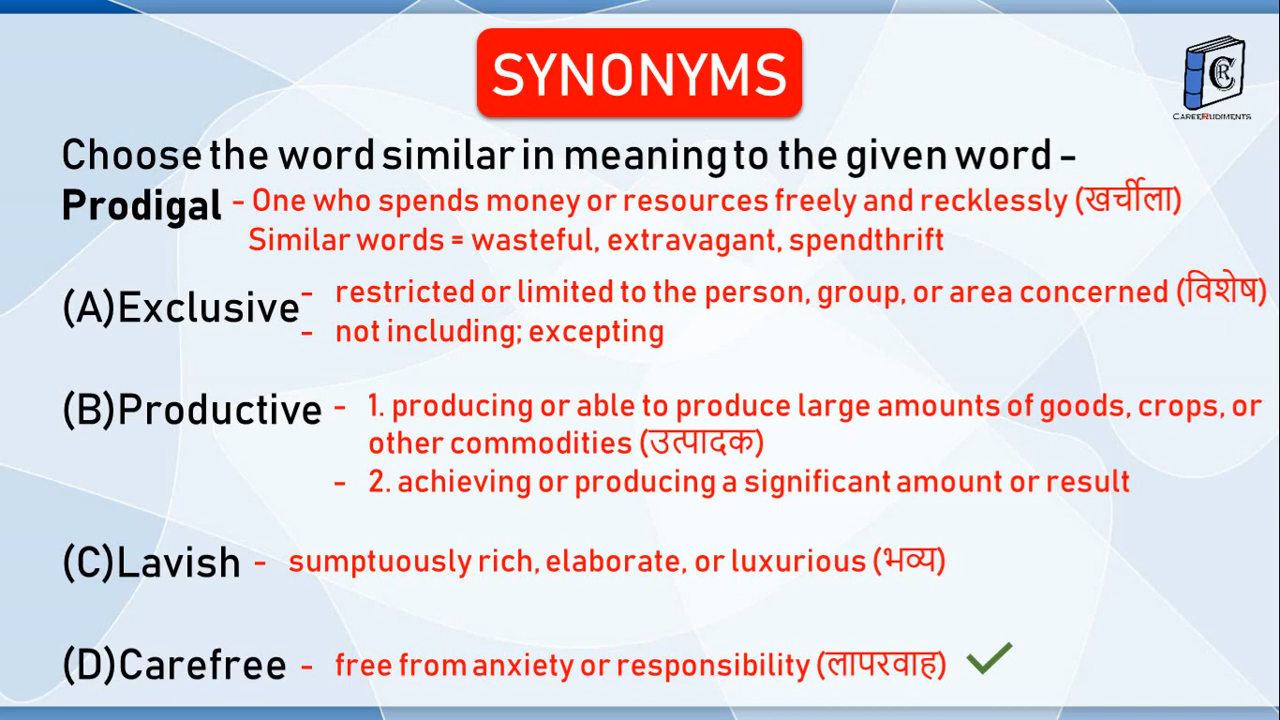 SYNONYMS
CR
CAREERUDIMENTS
Choose the word similar in meaning to the given word -
Prodigal - One who spends money or resources freely and recklessly (खर्चीला)
Similar words = wasteful, extravagant, spendthrift
(A)Exclusive - restricted or limited to the person, group, or area concerned (विशेष)
- not including; excepting
(B)Productive - 1. producing or able to produce large amounts of goods, crops, or
other commodities (उत्पादक)
- 2. achieving or producing a significant amount or result
(C)Lavish - sumptuously rich, elaborate, or luxurious (भव्य)
(D)Carefree - free from anxiety or responsibility (लापरवाह)